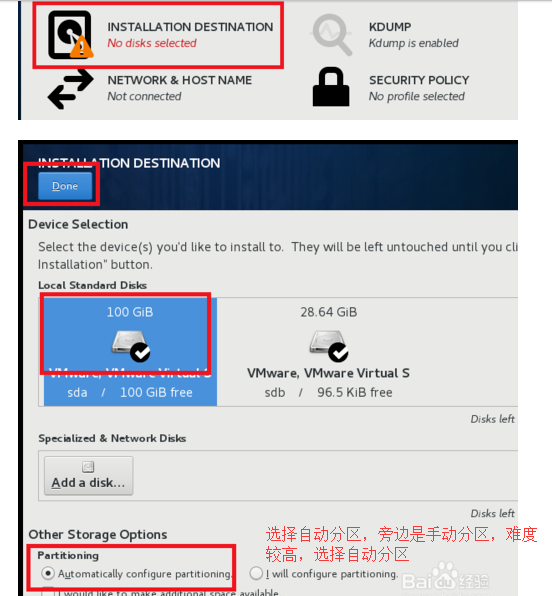 INSTALLATION DESTINATION
No disks selected
KDUMP
Kdump is enabled
NETWORK & HOST NAME
Not connected
SECURITY POLICY
No profile selected
INSTALLATION DESTINATION
Done
Device Selection
Select the device(s) you'd like to install to. They will be left untouched until you cli
Installation" button.
Local Standard Disks
100 GiB
VMware, VMware Virtual S
sda / 100 GiB free
28.64 GiB
VMware, VMware Virtual S
sdb / 96.5 KiB free
Disks left
Specialized & Network Disks
Add a disk...
Disks left
Other Storage Options
选择自动分区，旁边是手动分区，难度
较高，选择自动分区
Partitioning
Automatically configure partitioning.
I will configure partitioning.
Baidu经验
I would like to make additional space available.